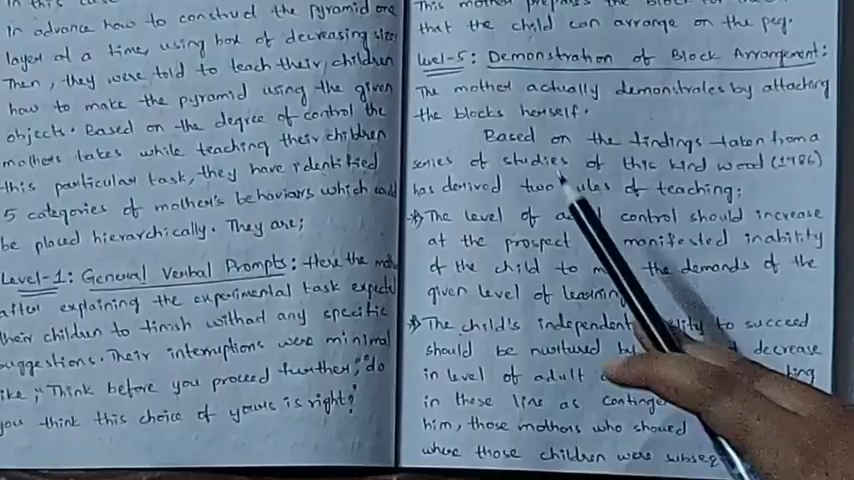 In advance how to construct the pyramid one
layer at a time, using box of decreasing size
Then, they were told to teach their children
how to make the pyramid using the given
objects. Based on the degree of control the
mothers takes while teaching their children
this particular task, they have identified
5 categories of mother's behaviors which could
be placed hierarchically. They are;
Level-1: General Verbal Prompts: Here the
after explaining the experimental task expected
their children to finish without any specific
suggestions. Their interruptions were minimal
like; "Think before you proceed further," "do
you think this choice of yours is right?"
This mother prepares the block for
that the child can arrange on the peg.
Level-5: Demonstration of Block Arrangement:
The mother actually demonstrates by attaching
the blocks herself.
Based on the findings taken from a
series of studies of this kind Wood (1986)
has derived two rules of teaching:
The level of control should increase
at the prospect manifested inability
of the child to the demands of the
given level of learning
The child's independent to succeed
should be nurtured decrease
in level of adult
in these line as
him, those mothers who showed
where those children were